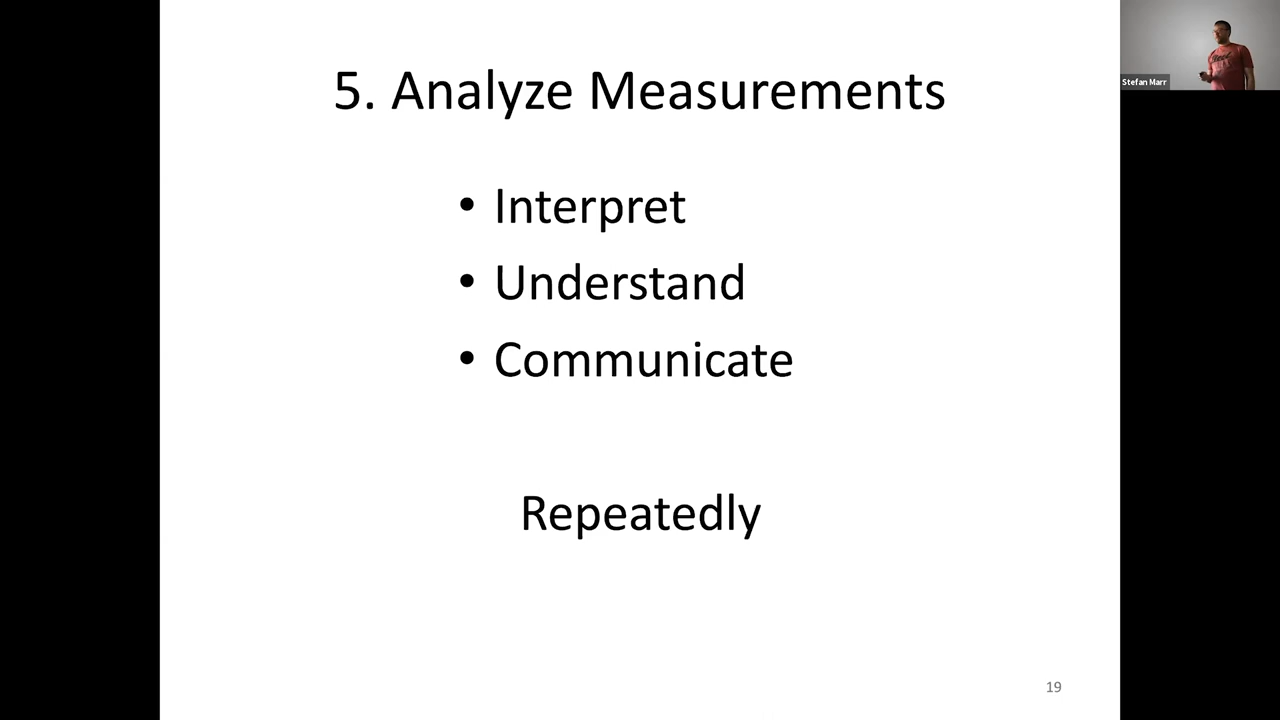 5. Analyze Measurements
Stefan Marr
• Interpret
• Understand
• Communicate
Repeatedly
19